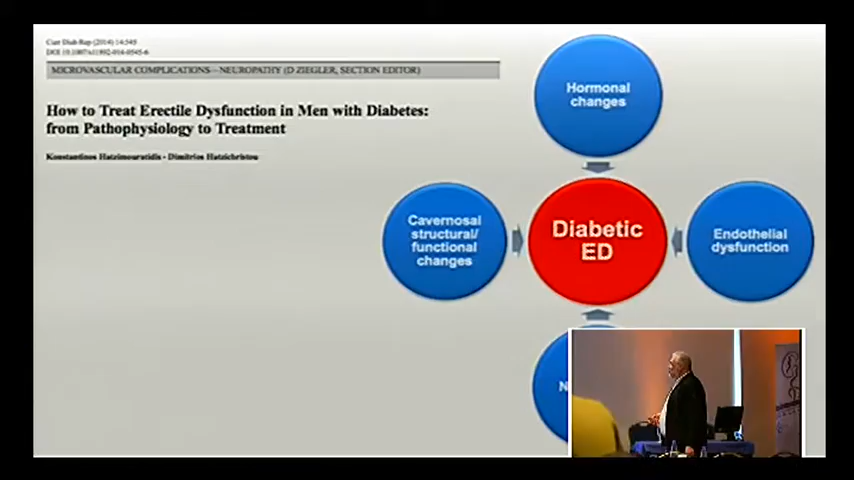 Curr Diab Rep (2014) 14:545
DOI 10.1007/s11892-014-0545-6
MICROVASCULAR COMPLICATIONS—NEUROPATHY (D ZIEGLER, SECTION EDITOR)
How to Treat Erectile Dysfunction in Men with Diabetes:
from Pathophysiology to Treatment
Konstantinos Hatzimouratidis · Dimitrios Hatzichristou
Hormonal
changes
Cavernosal
structural/
functional
changes
Diabetic
ED
Endothelial
dysfunction
N